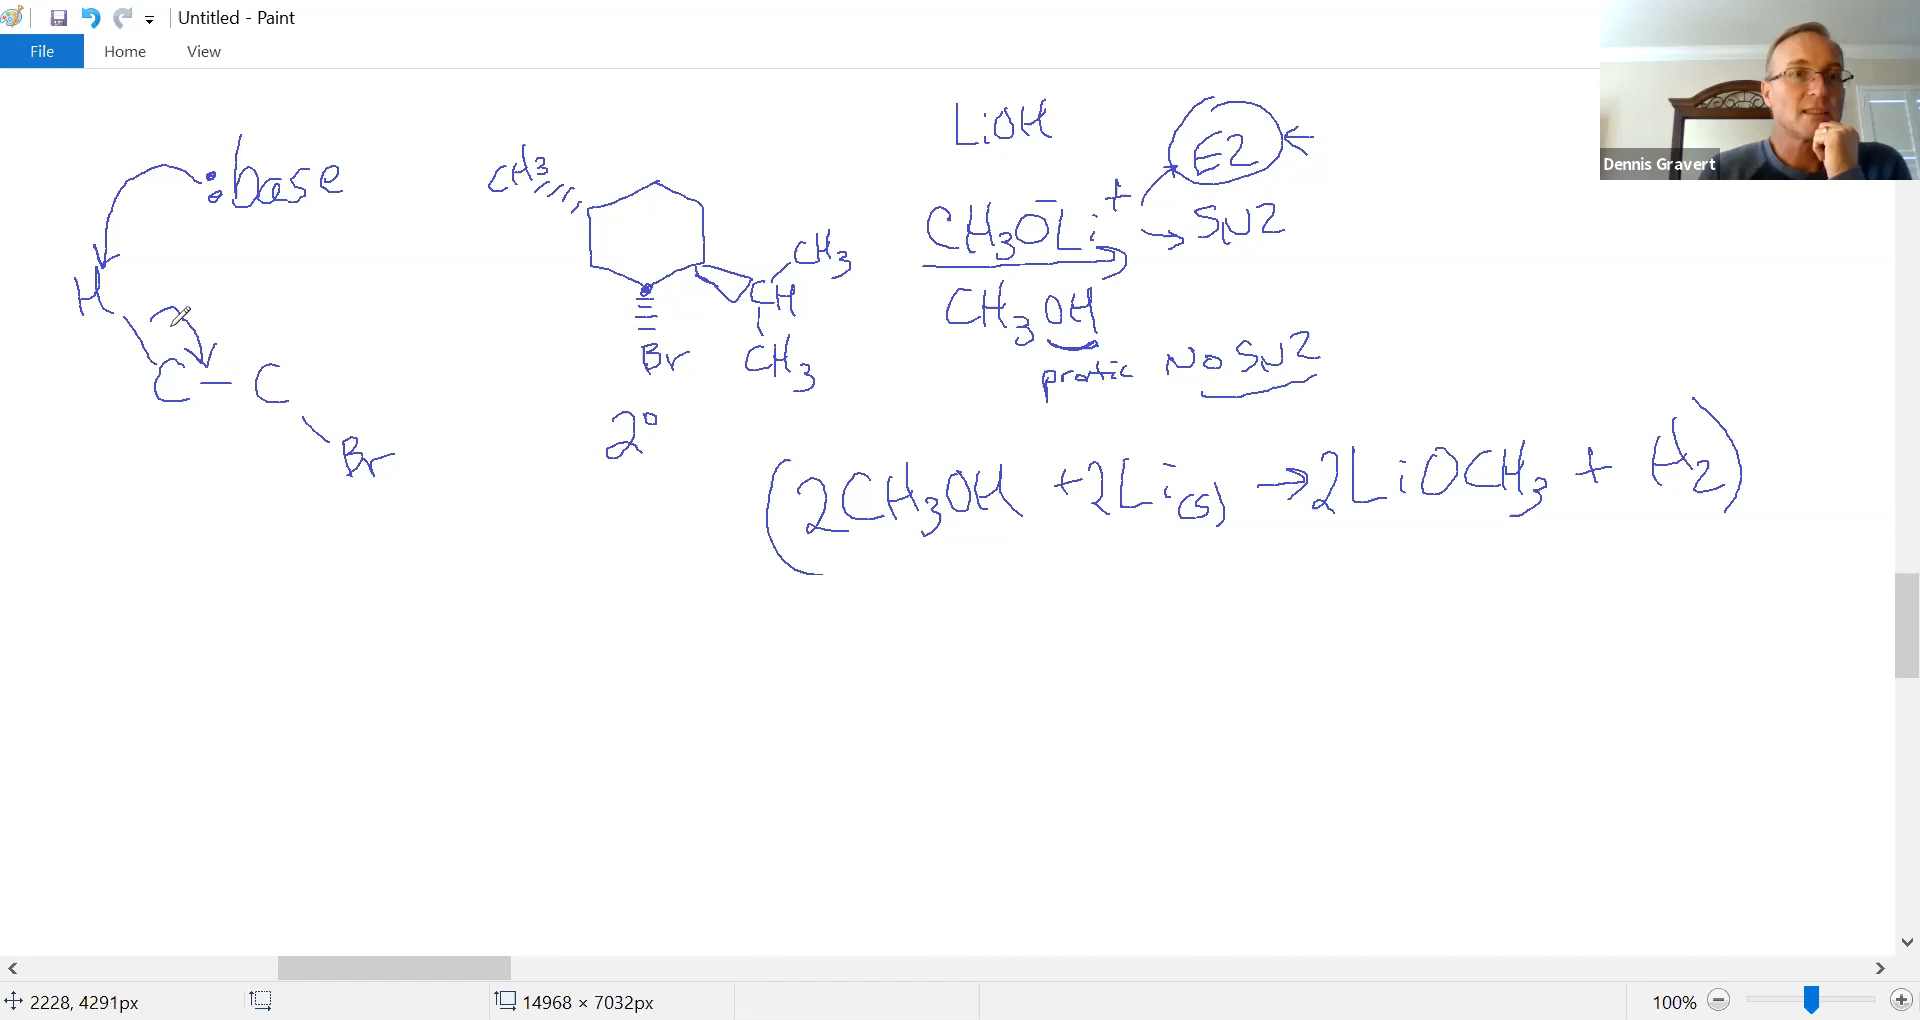 Untitled - Paint
File Home View
Dennis Gravert
LiOH
E2
:base
CH3
CH3O⁻Li⁺
SN2
CH3
CH
CH3OH
H
Br
CH3
protic No SN2
C - C
2°
Br
(2CH3OH + 2Li(s) → 2LiOCH3 + H2)
2228, 4291px
14968 × 7032px
100%